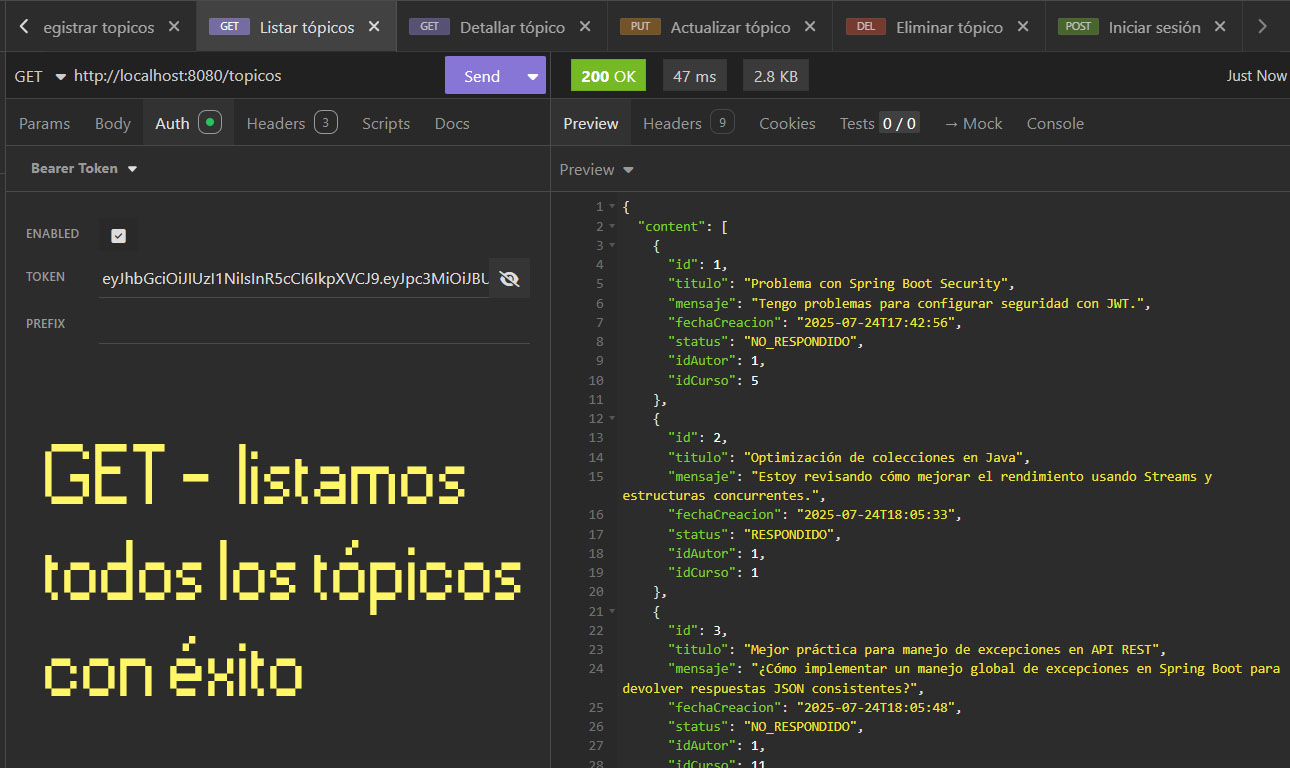 egistrar topicos
GET Listar tópicos
GET Detallar tópico
PUT Actualizar tópico
DEL Eliminar tópico
POST Iniciar sesión
GET http://localhost:8080/topicos
Send
200 OK
47 ms
2.8 KB
Just Now
Params Body Auth Headers 3 Scripts Docs
Preview Headers 9 Cookies Tests 0 / 0 → Mock Console
Bearer Token
Preview
ENABLED
TOKEN eyJhbGciOiJIUzI1NiIsInR5cCI6IkpXVCJ9.eyJpc3MiOiJBU
PREFIX
GET - listamos
todos los tópicos
con éxito
1 {
2 "content": [
3 {
4 "id": 1,
5 "titulo": "Problema con Spring Boot Security",
6 "mensaje": "Tengo problemas para configurar seguridad con JWT.",
7 "fechaCreacion": "2025-07-24T17:42:56",
8 "status": "NO_RESPONDIDO",
9 "idAutor": 1,
10 "idCurso": 5
11 },
12 {
13 "id": 2,
14 "titulo": "Optimización de colecciones en Java",
15 "mensaje": "Estoy revisando cómo mejorar el rendimiento usando Streams y
estructuras concurrentes.",
16 "fechaCreacion": "2025-07-24T18:05:33",
17 "status": "RESPONDIDO",
18 "idAutor": 1,
19 "idCurso": 1
20 },
21 {
22 "id": 3,
23 "titulo": "Mejor práctica para manejo de excepciones en API REST",
24 "mensaje": "¿Cómo implementar un manejo global de excepciones en Spring Boot para
devolver respuestas JSON consistentes?",
25 "fechaCreacion": "2025-07-24T18:05:48",
26 "status": "NO_RESPONDIDO",
27 "idAutor": 1,
28 "idCurso": 11